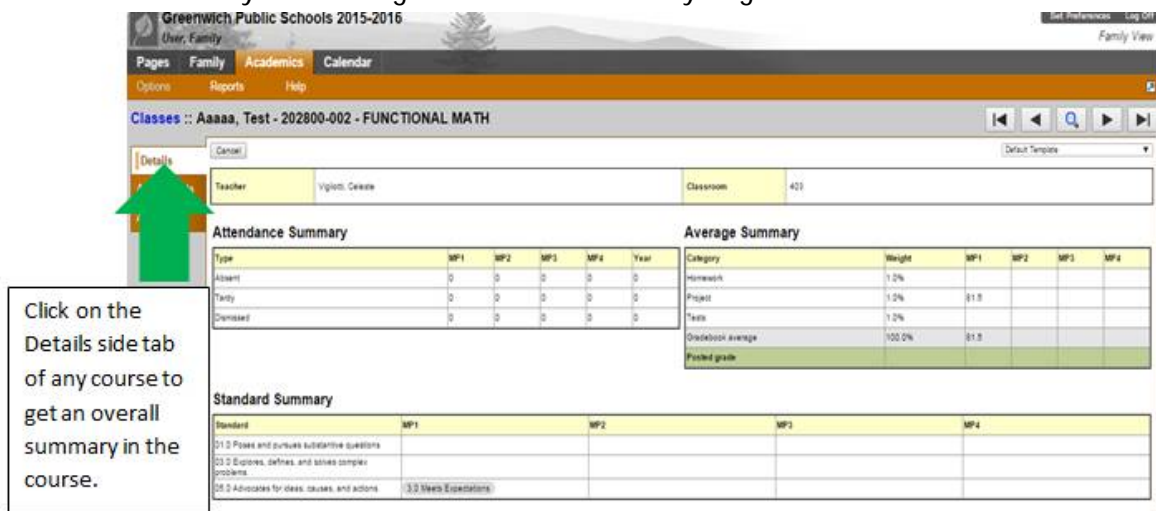 Greenwich Public Schools 2015-2016
User, Family
Set Preferences Log Off
Family View
Pages Family Academics Calendar
Options Reports Help
Classes :: Aaaaa, Test - 202800-002 - FUNCTIONAL MATH
Details
Cancel
Default Template
Teacher Vigliotti, Celeste Classroom 403
Attendance Summary
Type MP1 MP2 MP3 MP4 Year
Absent 0 0 0 0 0
Tardy 0 0 0 0 0
Dismissed 0 0 0 0 0
Average Summary
Category Weight MP1 MP2 MP3 MP4
Homework 1.0%
Project 1.0% 81.5
Tests 1.0%
Gradebook average 100.0% 81.5
Posted grade
Standard Summary
Standard MP1 MP2 MP3 MP4
01.0 Poses and pursues substantive questions
03.0 Explores, defines, and solves complex
problems
05.0 Advocates for ideas, causes, and actions 3.0 Meets Expectations
Click on the
Details side tab
of any course to
get an overall
summary in the
course.